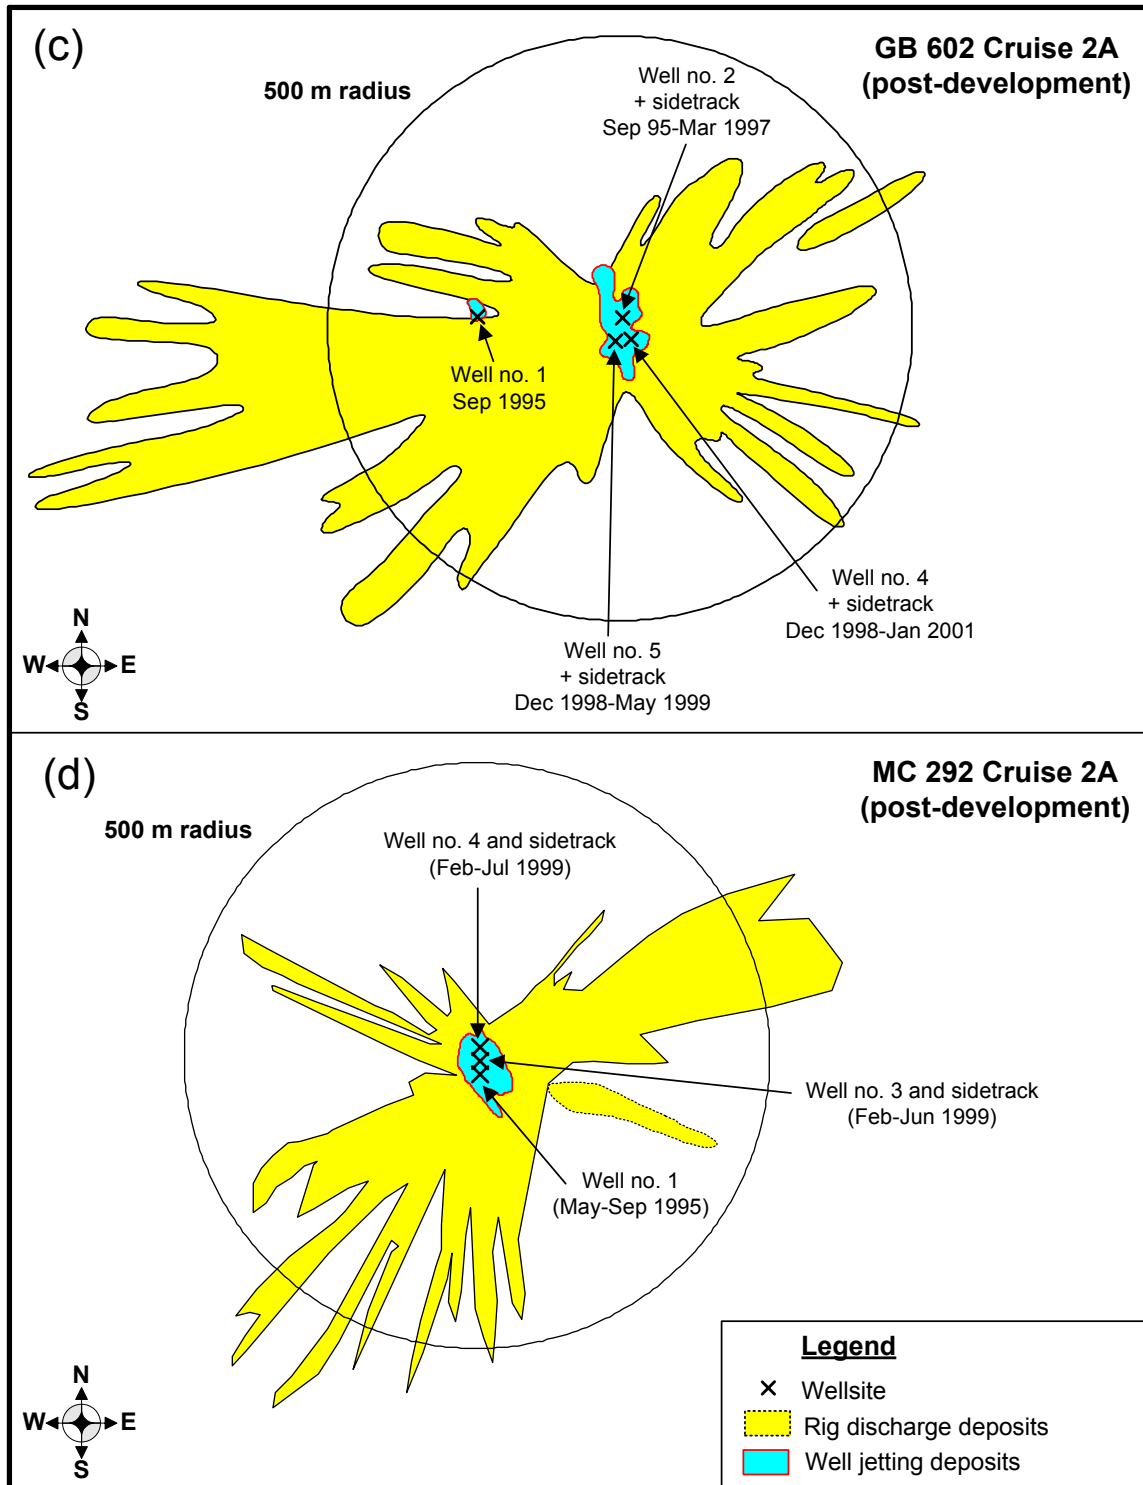 (c)
GB 602 Cruise 2A
(post-development)
500 m radius
Well no. 2
+ sidetrack
Sep 95-Mar 1997
Well no. 1
Sep 1995
Well no. 4
+ sidetrack
Dec 1998-Jan 2001
Well no. 5
+ sidetrack
Dec 1998-May 1999
N
W
E
S
(d)
MC 292 Cruise 2A
(post-development)
500 m radius
Well no. 4 and sidetrack
(Feb-Jul 1999)
Well no. 3 and sidetrack
(Feb-Jun 1999)
Well no. 1
(May-Sep 1995)
N
W
E
S
Legend
Wellsite
Rig discharge deposits
Well jetting deposits